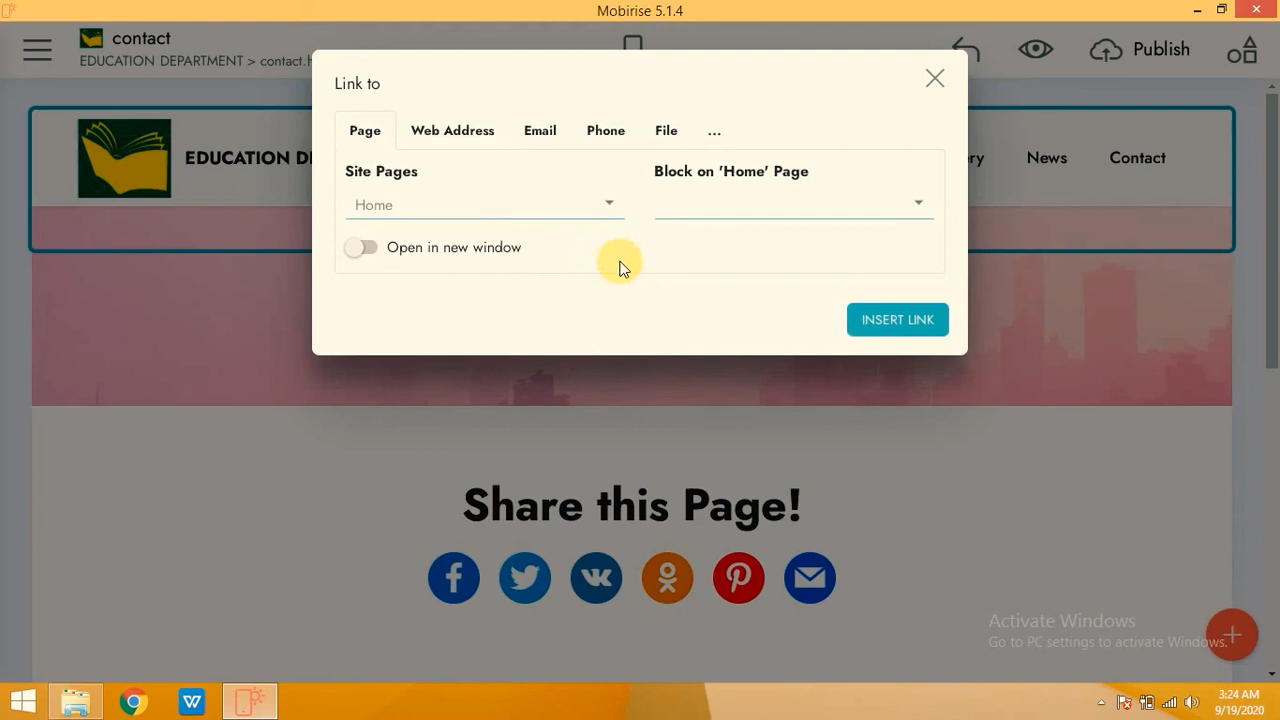 Mobirise 5.1.4
contact
EDUCATION DEPARTMENT > contact.h
Publish
Link to
Page Web Address Email Phone File ...
Site Pages Block on 'Home' Page
Home
Open in new window
INSERT LINK
EDUCATION DE
ery News Contact
Share this Page!
Activate Windows
Go to PC settings to activate Windows.
3:24 AM
9/19/2020